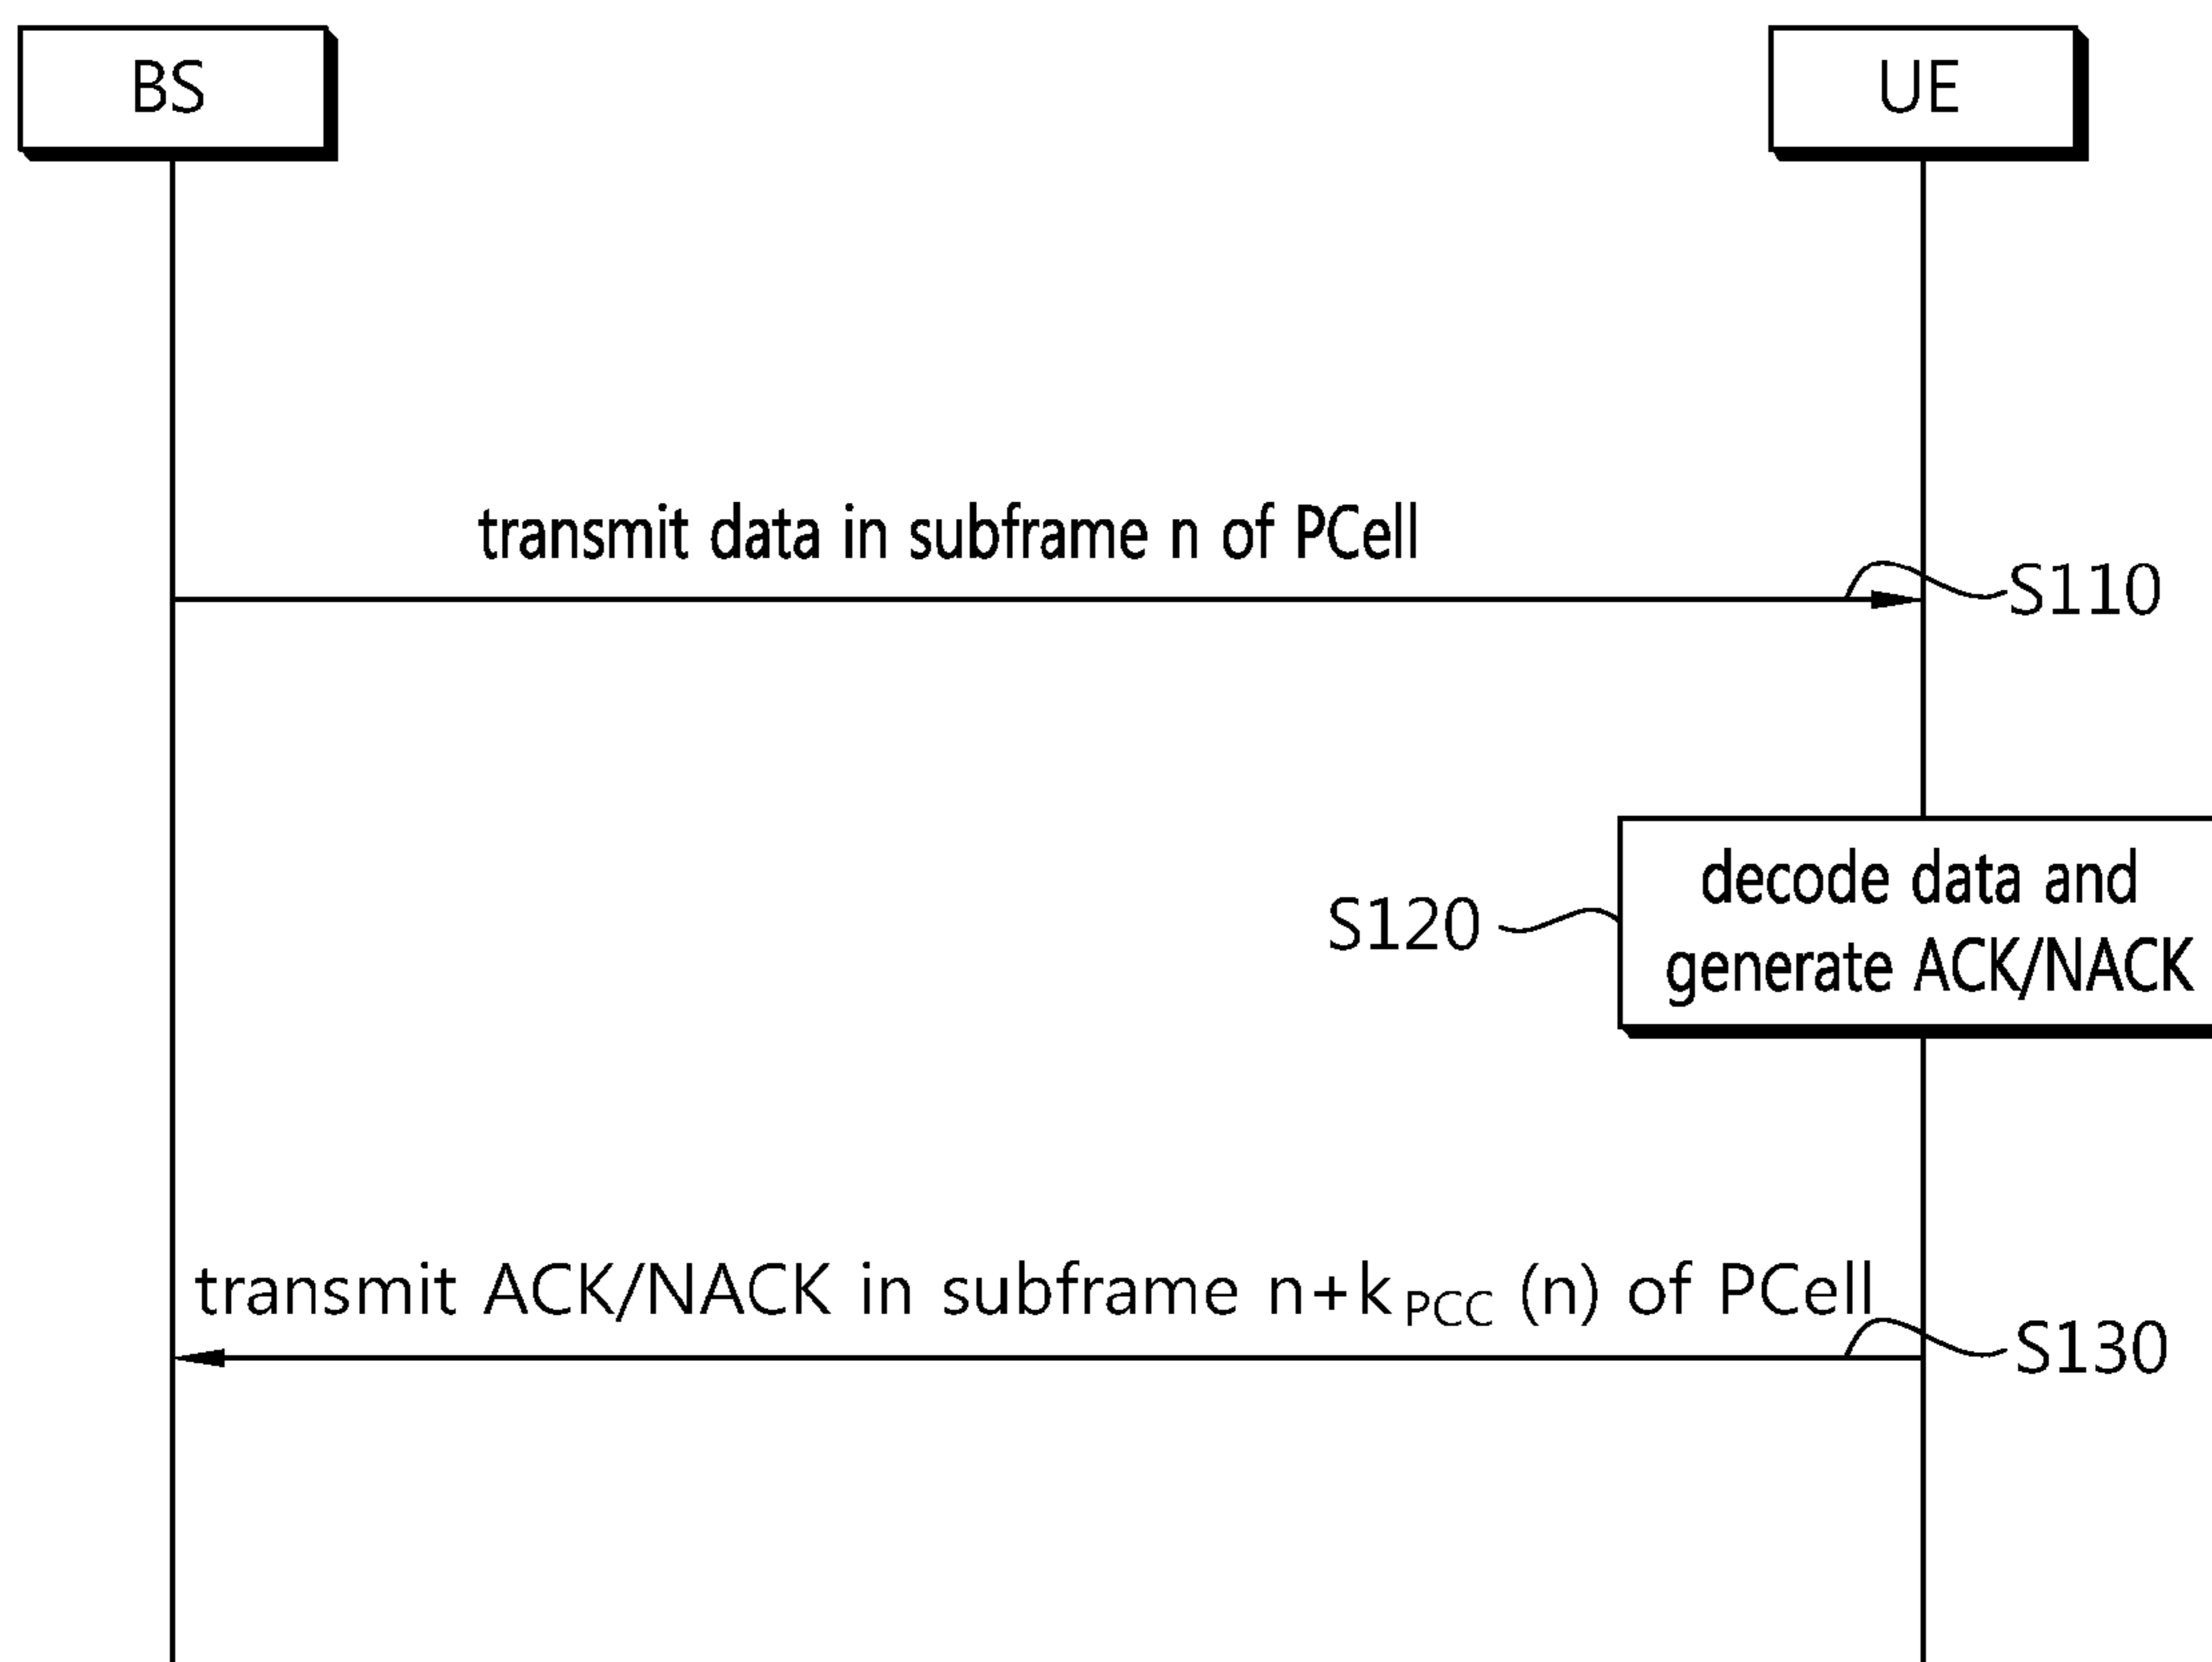 BS
UE
transmit data in subframe n of PCell
S110
decode data and
generate ACK/NACK
S120
transmit ACK/NACK in subframe n+k PCC (n) of PCell
S130